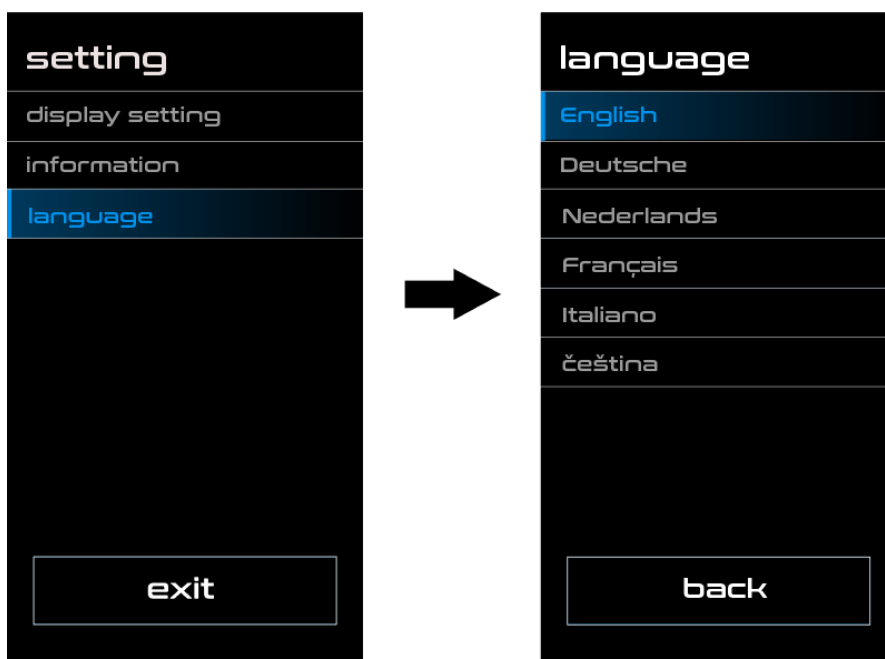 setting
display setting
information
language
exit
language
English
Deutsche
Nederlands
Français
Italiano
čeština
back